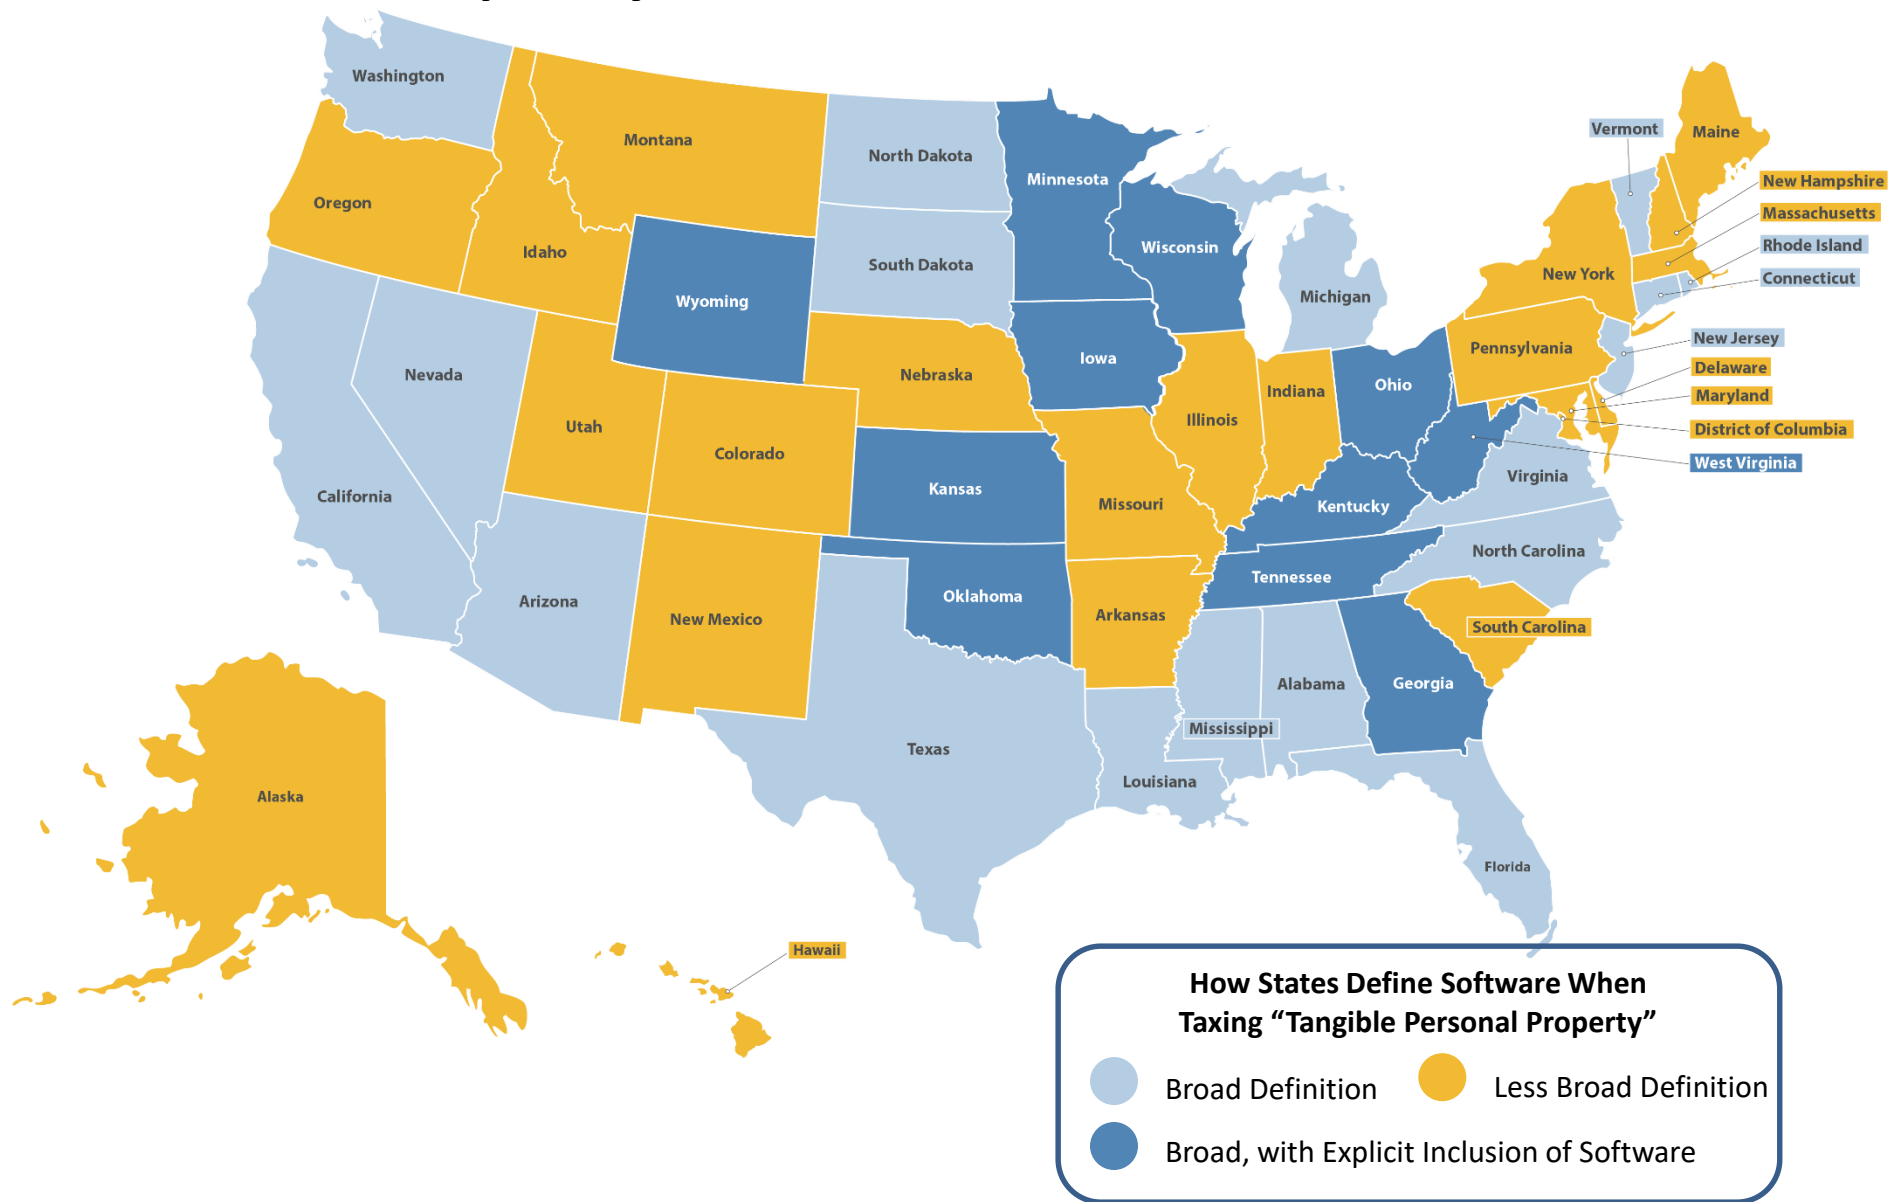 Washington
Montana
North Dakota
Minnesota
Vermont
Maine
Oregon
Idaho
Wyoming
South Dakota
Wisconsin
Michigan
New York
New Hampshire
Massachusetts
Rhode Island
Connecticut
New Jersey
Delaware
Maryland
District of Columbia
West Virginia
Nevada
Utah
Colorado
Nebraska
Iowa
Illinois
Indiana
Ohio
Pennsylvania
California
Kansas
Missouri
Kentucky
Virginia
North Carolina
Arizona
New Mexico
Oklahoma
Arkansas
Tennessee
South Carolina
Texas
Louisiana
Mississippi
Alabama
Georgia
Florida
Alaska
Hawaii
How States Define Software When
Taxing “Tangible Personal Property”
Broad Definition
Less Broad Definition
Broad, with Explicit Inclusion of Software